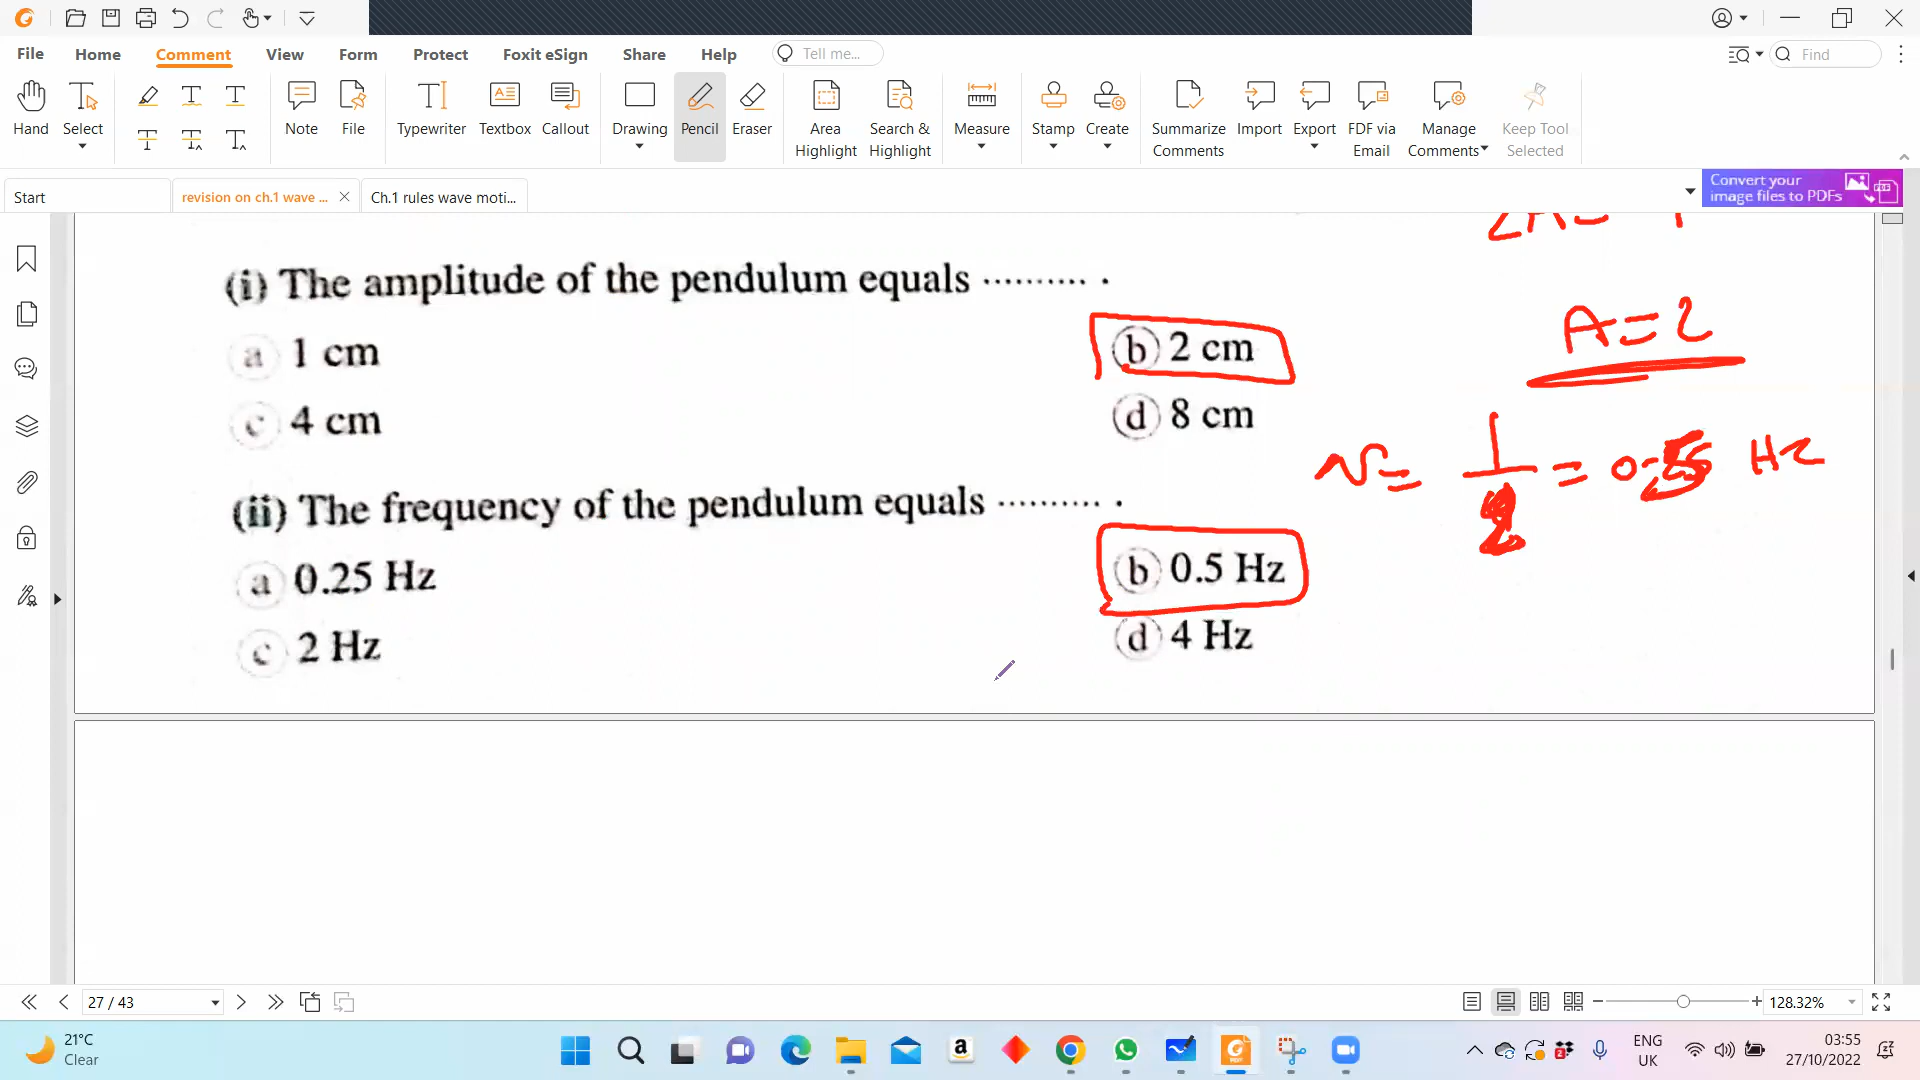 File Home Comment View Form Protect Foxit eSign Share Help Tell me... Find
Hand Select Note File Typewriter Textbox Callout Drawing Pencil Eraser Area Highlight Search & Highlight Measure Stamp Create Summarize Comments Import Export FDF via Email Manage Comments Keep Tool Selected
Start revision on ch.1 wave ... Ch.1 rules wave moti...
Convert your
image files to PDFs
(i) The amplitude of the pendulum equals .......... .
a 1 cm
b 2 cm
A=2
c 4 cm
d 8 cm
(ii) The frequency of the pendulum equals .......... .
a 0.25 Hz
b 0.5 Hz
c 2 Hz
d 4 Hz
27 / 43
128.32%
21°C
Clear
ENG
UK
03:55
27/10/2022